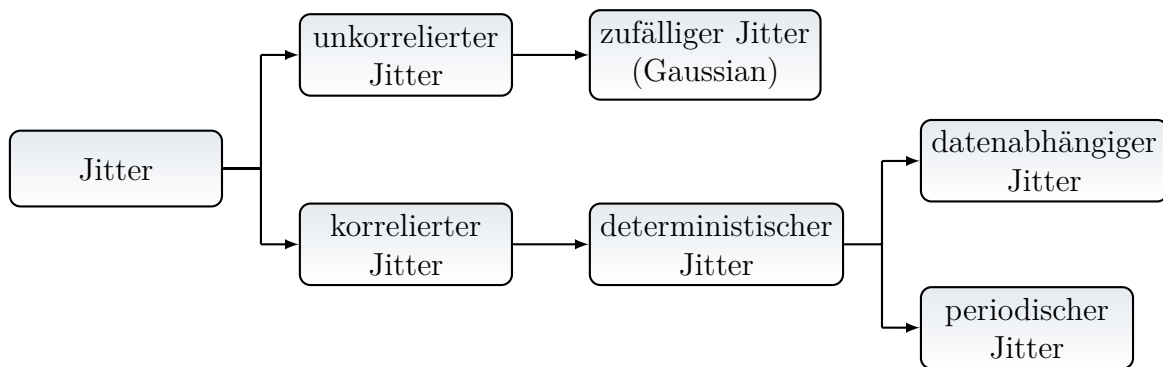 Jitter
unkorrelierter
Jitter
zufälliger Jitter
(Gaussian)
korrelierter
Jitter
deterministischer
Jitter
datenabhängiger
Jitter
periodischer
Jitter